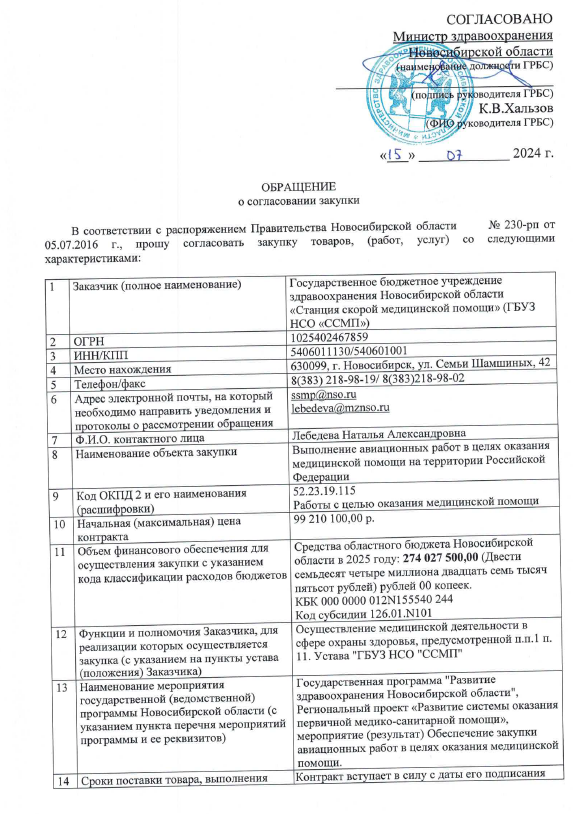 СОГЛАСОВАНО
Министр здравоохранения
Новосибирской области
(наименование должности ГРБС)
(подпись руководителя ГРБС)
К.В.Хальзов
(ФИО руководителя ГРБС)
«15» 07 2024 г.
ОБРАЩЕНИЕ
о согласовании закупки
В соответствии с распоряжением Правительства Новосибирской области № 230-рп от
05.07.2016 г., прошу согласовать закупку товаров, (работ, услуг) со следующими
характеристиками:
1 Заказчик (полное наименование) Государственное бюджетное учреждение
здравоохранения Новосибирской области
«Станция скорой медицинской помощи» (ГБУЗ
НСО «ССМП»)
2 ОГРН 1025402467859
3 ИНН/КПП 5406011130/540601001
4 Место нахождения 630099, г. Новосибирск, ул. Семьи Шамшиных, 42
5 Телефон/факс 8(383) 218-98-19/ 8(383)218-98-02
6 Адрес электронной почты, на который ssmp@nso.ru
необходимо направить уведомления и lebedeva@mznso.ru
протоколы о рассмотрении обращения
7 Ф.И.О. контактного лица Лебедева Наталья Александровна
8 Наименование объекта закупки Выполнение авиационных работ в целях оказания
медицинской помощи на территории Российской
Федерации
9 Код ОКПД 2 и его наименования 52.23.19.115
(расшифровки) Работы с целью оказания медицинской помощи
10 Начальная (максимальная) цена 99 210 100,00 р.
контракта
11 Объем финансового обеспечения для Средства областного бюджета Новосибирской
осуществления закупки с указанием области в 2025 году: 274 027 500,00 (Двести
кода классификации расходов бюджетов семьдесят четыре миллиона двадцать семь тысяч
пятьсот рублей) рублей 00 копеек.
КБК 000 0000 012N155540 244
Код субсидии 126.01.N101
12 Функции и полномочия Заказчика, для Осуществление медицинской деятельности в
реализации которых осуществляется сфере охраны здоровья, предусмотренной п.п.1 п.
закупка (с указанием на пункты устава 11. Устава "ГБУЗ НСО "ССМП"
(положения) Заказчика)
13 Наименование мероприятия Государственная программа "Развитие
государственной (ведомственной) здравоохранения Новосибирской области",
программы Новосибирской области (с Региональный проект «Развитие системы оказания
указанием пункта перечня мероприятий первичной медико-санитарной помощи»,
программы и ее реквизитов) мероприятие (результат) Обеспечение закупки
авиационных работ в целях оказания медицинской
помощи.
14 Сроки поставки товара, выполнения Контракт вступает в силу с даты его подписания